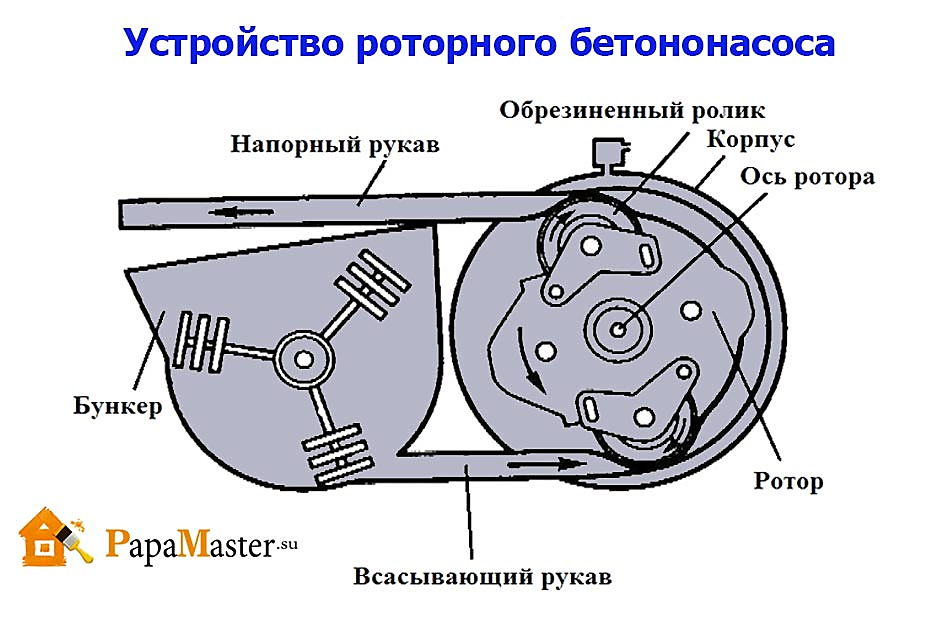 Устройство роторного бетононасоса
Обрезиненный ролик
Напорный рукав
Корпус
Ось ротора
Бункер
Ротор
PapaMaster.su
Всасывающий рукав